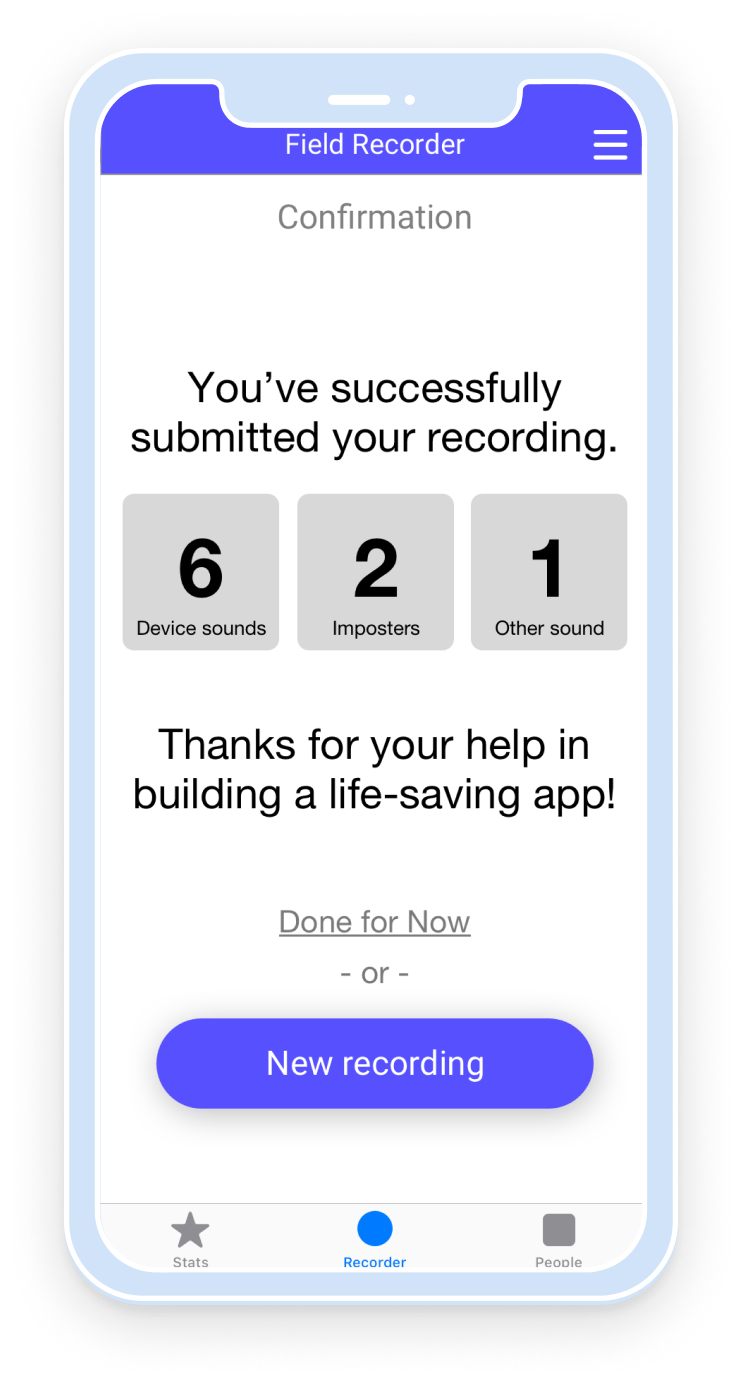 Field Recorder
Confirmation
You’ve successfully
submitted your recording.
6
Device sounds
2
Imposters
1
Other sound
Thanks for your help in
building a life-saving app!
Done for Now
- or -
New recording
Stats
Recorder
People